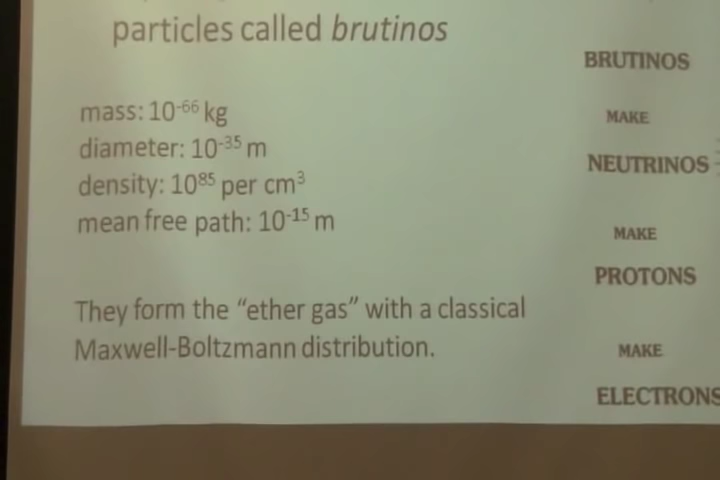 particles called brutinos
mass: 10⁻⁶⁶ kg
diameter: 10⁻³⁵ m
density: 10⁸⁵ per cm³
mean free path: 10⁻¹⁵ m
They form the “ether gas” with a classical
Maxwell-Boltzmann distribution.
BRUTINOS
MAKE
NEUTRINOS
MAKE
PROTONS
MAKE
ELECTRONS